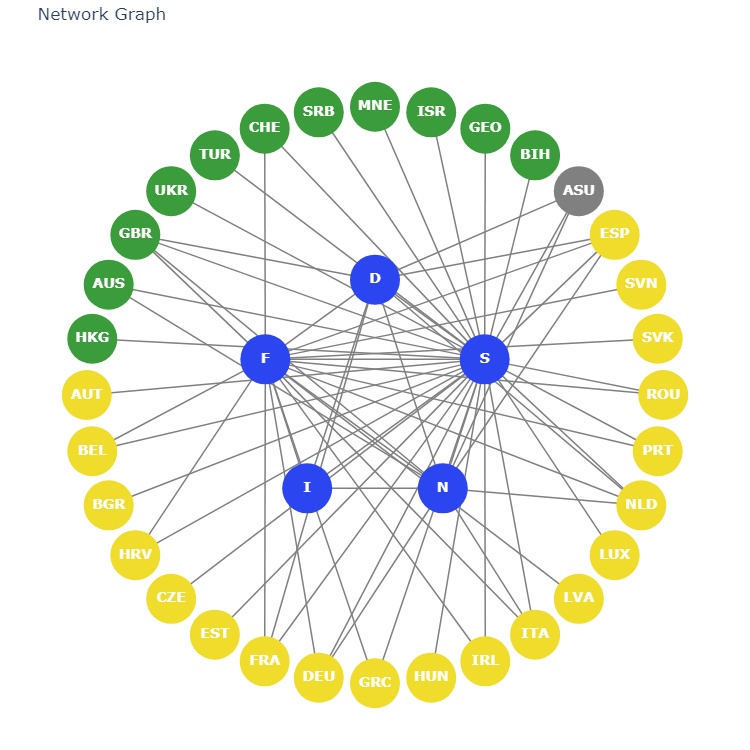 Network Graph
MNE
SRB
ISR
CHE
GEO
TUR
BIH
UKR
ASU
GBR
ESP
AUS
D
SVN
HKG
SVK
F
S
AUT
ROU
BEL
PRT
I
N
BGR
NLD
HRV
LUX
CZE
LVA
EST
ITA
FRA
IRL
DEU
HUN
GRC